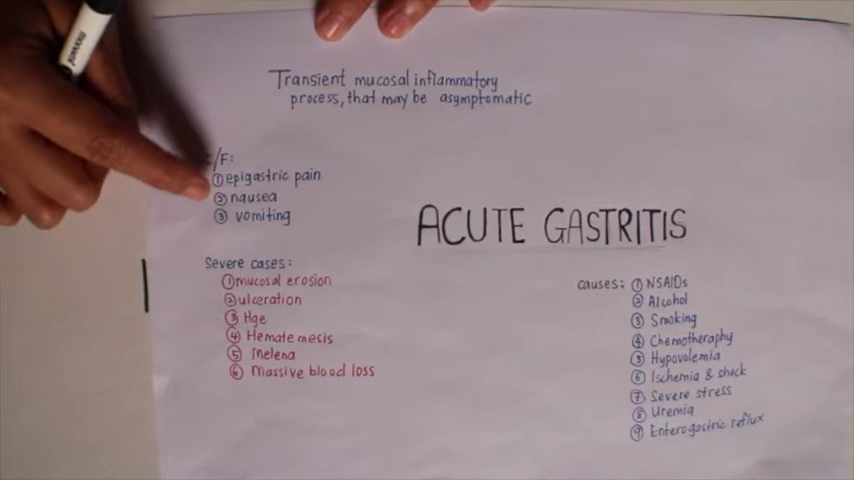 Transient mucosal inflammatory
process, that may be asymptomatic
/F:
① epigastric pain
② nausea
③ vomiting
ACUTE GASTRITIS
Severe cases:
① mucosal erosion
② ulceration
③ Hge
④ Hematemesis
⑤ Melena
⑥ Massive blood loss
causes: ① NSAIDs
② Alcohol
③ Smoking
④ Chemotheraphy
⑤ Hypovolemia
⑥ Ischemia & shock
⑦ Severe stress
⑧ Uremia
⑨ Enterogastric reflux